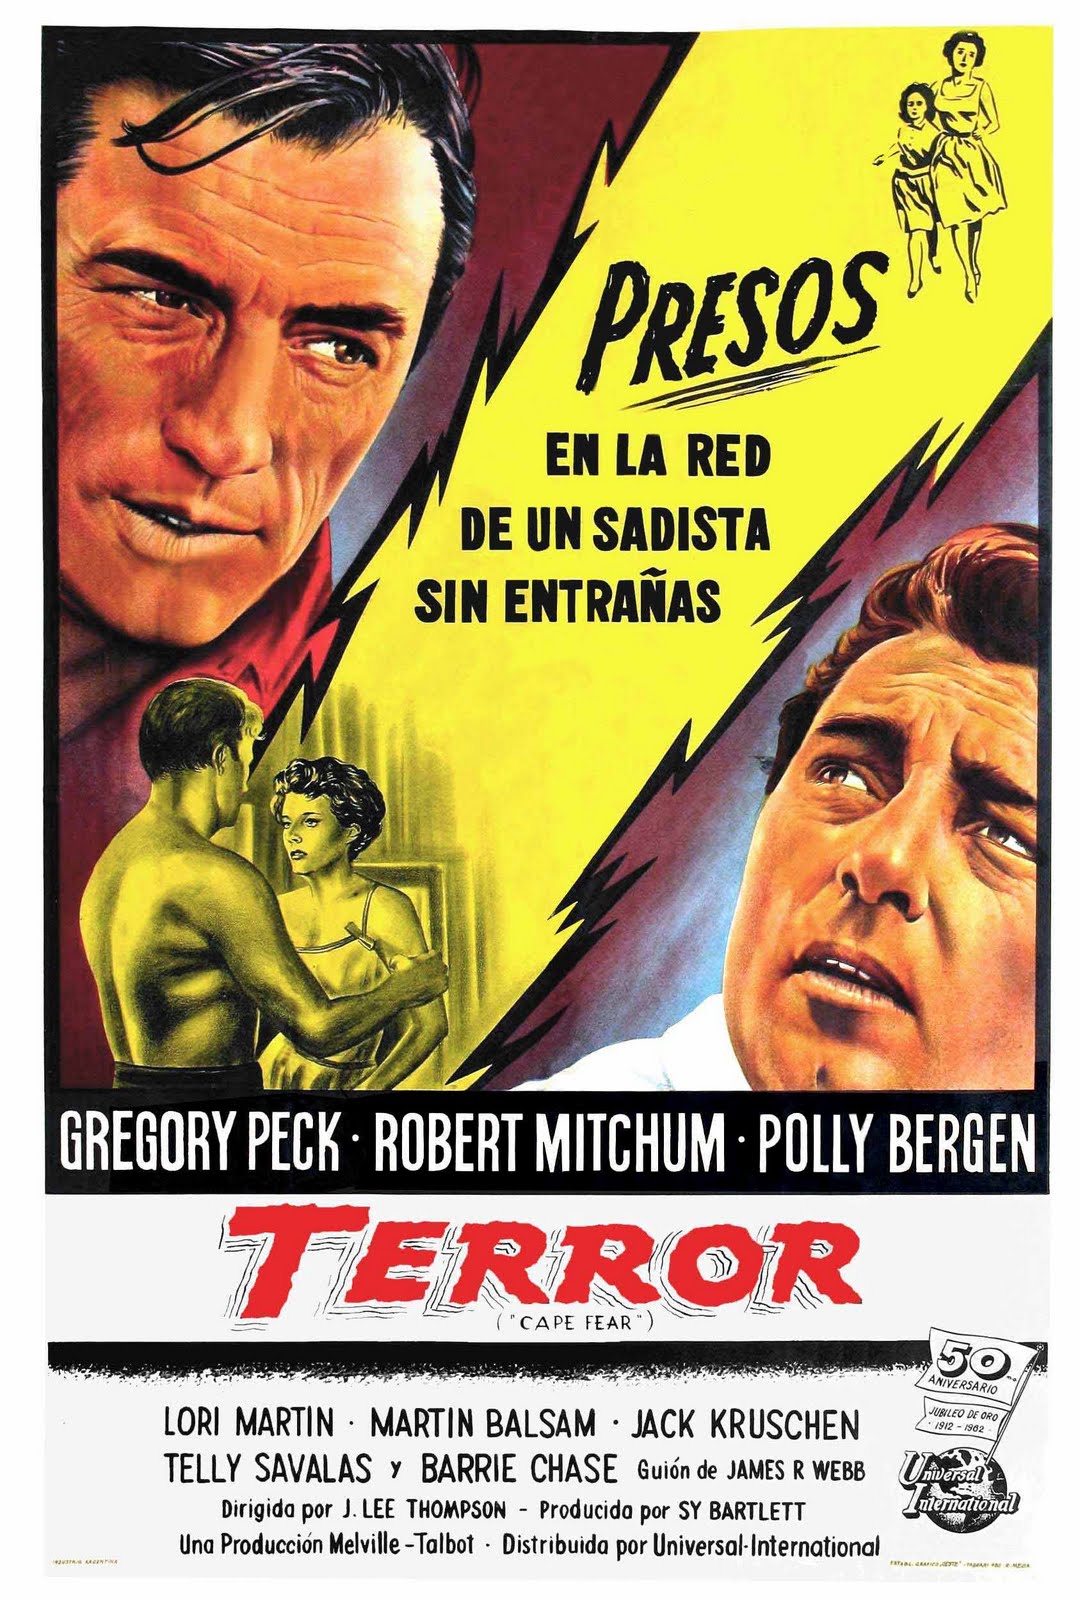 PRESOS
EN LA RED
DE UN SADISTA
SIN ENTRAÑAS
GREGORY PECK · ROBERT MITCHUM · POLLY BERGEN
TERROR
("CAPE FEAR")
50 ANIVERSARIO
JUBILEO DE ORO
1912 - 1962
LORI MARTIN · MARTIN BALSAM · JACK KRUSCHEN
TELLY SAVALAS y BARRIE CHASE Guión de JAMES R WEBB
Universal International
Dirigida por J. LEE THOMPSON - Producida por SY BARTLETT
Una Producción Melville-Talbot · Distribuida por Universal-International
INDUSTRIA ARGENTINA